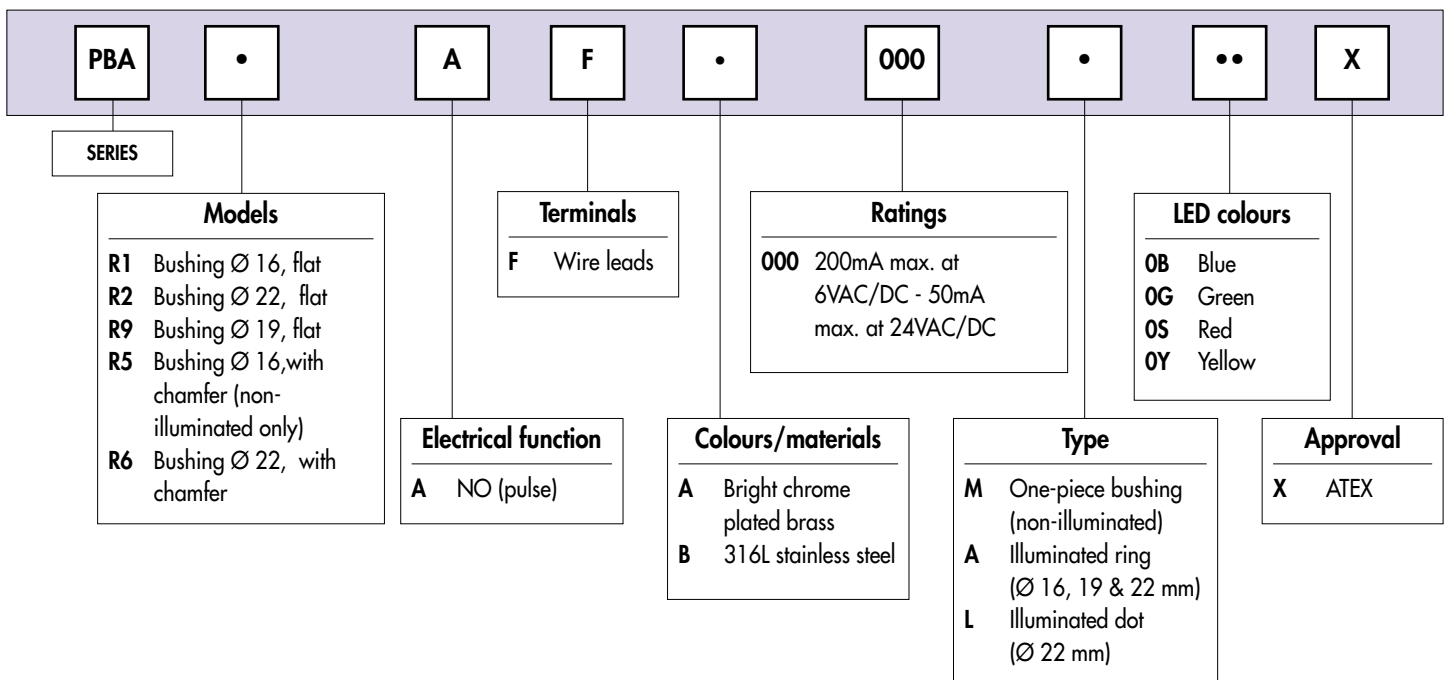 PBA • A F • 000 • •• X
SERIES
Models
R1 Bushing Ø 16, flat
R2 Bushing Ø 22, flat
R9 Bushing Ø 19, flat
R5 Bushing Ø 16,with
chamfer (non-
illuminated only)
R6 Bushing Ø 22, with
chamfer
Electrical function
A NO (pulse)
Terminals
F Wire leads
Colours/materials
A Bright chrome
plated brass
B 316L stainless steel
Ratings
000 200mA max. at
6VAC/DC - 50mA
max. at 24VAC/DC
Type
M One-piece bushing
(non-illuminated)
A Illuminated ring
(Ø 16, 19 & 22 mm)
L Illuminated dot
(Ø 22 mm)
LED colours
0B Blue
0G Green
0S Red
0Y Yellow
Approval
X ATEX